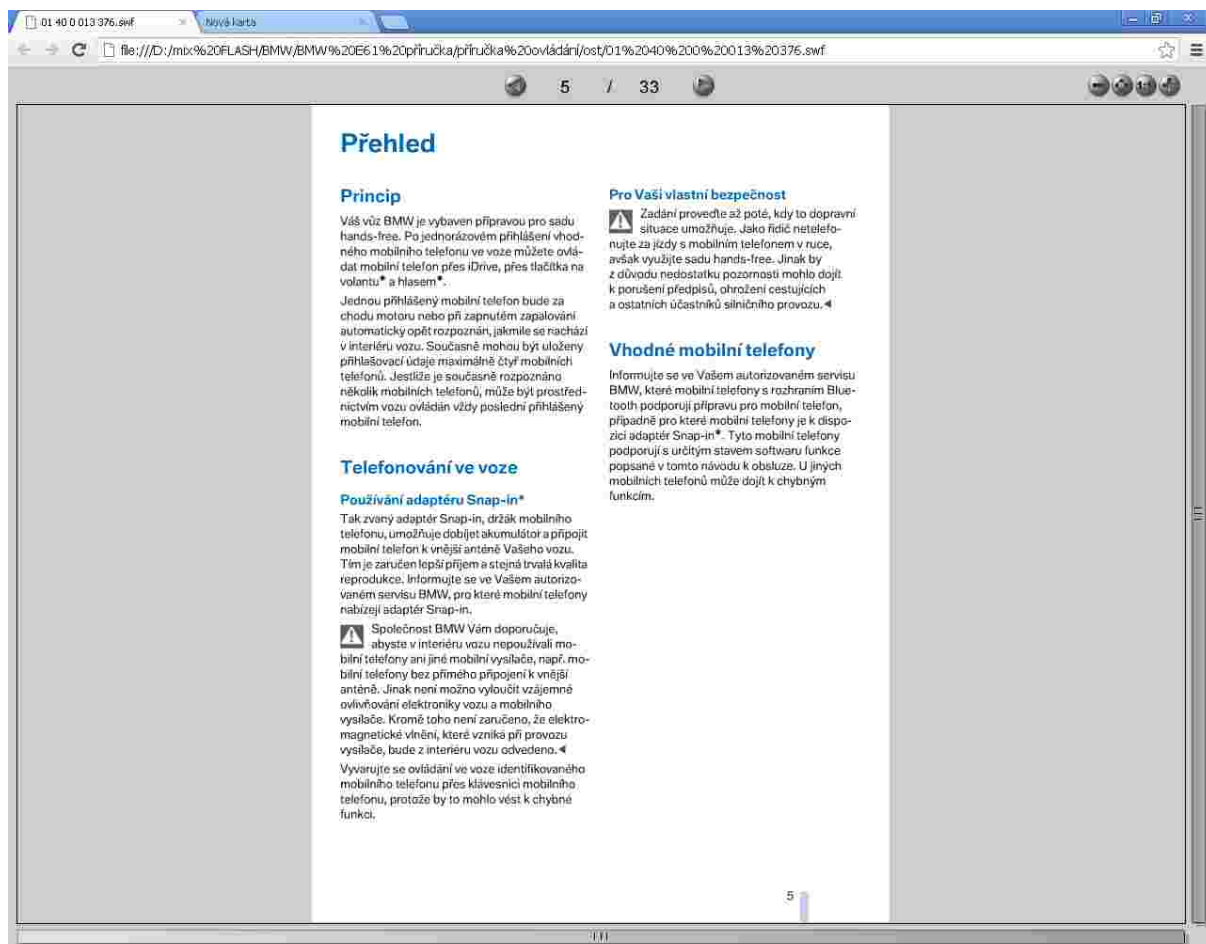 01 40 0 013 376.swf
Nová karta
file:///D:/mix%20FLASH/BMW/BMW%20E61%20příručka/příručka%20ovládání/ost/01%2040%200%20013%20376.swf
5 / 33
1:1
Přehled
Princip
Váš vůz BMW je vybaven přípravou pro sadu
hands-free. Po jednorázovém přihlášení vhod-
ného mobilního telefonu ve voze můžete ovlá-
dat mobilní telefon přes iDrive, přes tlačítka na
volantu* a hlasem*.
Jednou přihlášený mobilní telefon bude za
chodu motoru nebo při zapnutém zapalování
automaticky opět rozpoznán, jakmile se nachází
v interiéru vozu. Současně mohou být uloženy
přihlašovací údaje maximálně čtyř mobilních
telefonů. Jestliže je současně rozpoznáno
několik mobilních telefonů, může být prostřed-
nictvím vozu ovládán vždy poslední přihlášený
mobilní telefon.
Telefonování ve voze
Používání adaptéru Snap-in*
Tak zvaný adaptér Snap-in, držák mobilního
telefonu, umožňuje dobíjet akumulátor a připojit
mobilní telefon k vnější anténě Vašeho vozu.
Tím je zaručen lepší příjem a stejná trvalá kvalita
reprodukce. Informujte se ve Vašem autorizo-
vaném servisu BMW, pro které mobilní telefony
nabízejí adaptér Snap-in.
Společnost BMW Vám doporučuje,
abyste v interiéru vozu nepoužívali mo-
bilní telefony ani jiné mobilní vysílače, např. mo-
bilní telefony bez přímého připojení k vnější
anténě. Jinak není možno vyloučit vzájemné
ovlivňování elektroniky vozu a mobilního
vysílače. Kromě toho není zaručeno, že elektro-
magnetické vlnění, které vzniká při provozu
vysílače, bude z interiéru vozu odvedeno.◄
Vyvarujte se ovládání ve voze identifikovaného
mobilního telefonu přes klávesnici mobilního
telefonu, protože by to mohlo vést k chybné
funkci.
Pro Vaši vlastní bezpečnost
Zadání proveďte až poté, kdy to dopravní
situace umožňuje. Jako řidič netelefo-
nujte za jízdy s mobilním telefonem v ruce,
avšak využijte sadu hands-free. Jinak by
z důvodu nedostatku pozornosti mohlo dojít
k porušení předpisů, ohrožení cestujících
a ostatních účastníků silničního provozu.◄
Vhodné mobilní telefony
Informujte se ve Vašem autorizovaném servisu
BMW, které mobilní telefony s rozhraním Blue-
tooth podporují přípravu pro mobilní telefon,
případně pro které mobilní telefony je k dispo-
zici adaptér Snap-in*. Tyto mobilní telefony
podporují s určitým stavem softwaru funkce
popsané v tomto návodu k obsluze. U jiných
mobilních telefonů může dojít k chybným
funkcím.
5